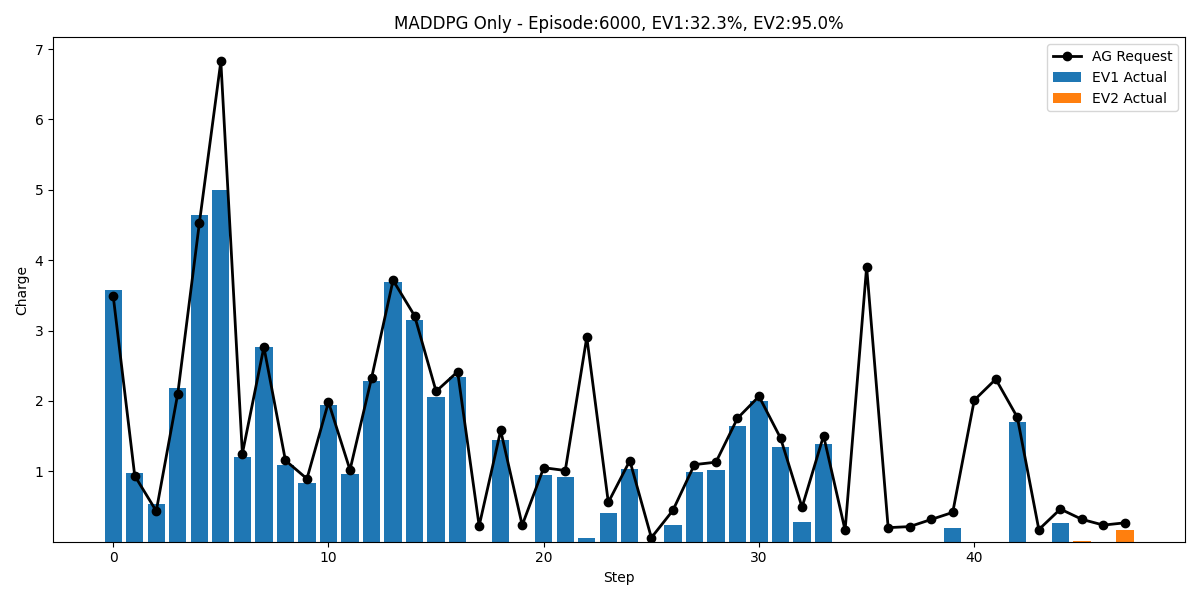 MADDPG Only - Episode:6000, EV1:32.3%, EV2:95.0%
AG Request
EV1 Actual
EV2 Actual
Charge
7
6
5
4
3
2
1
0 10 20 30 40
Step